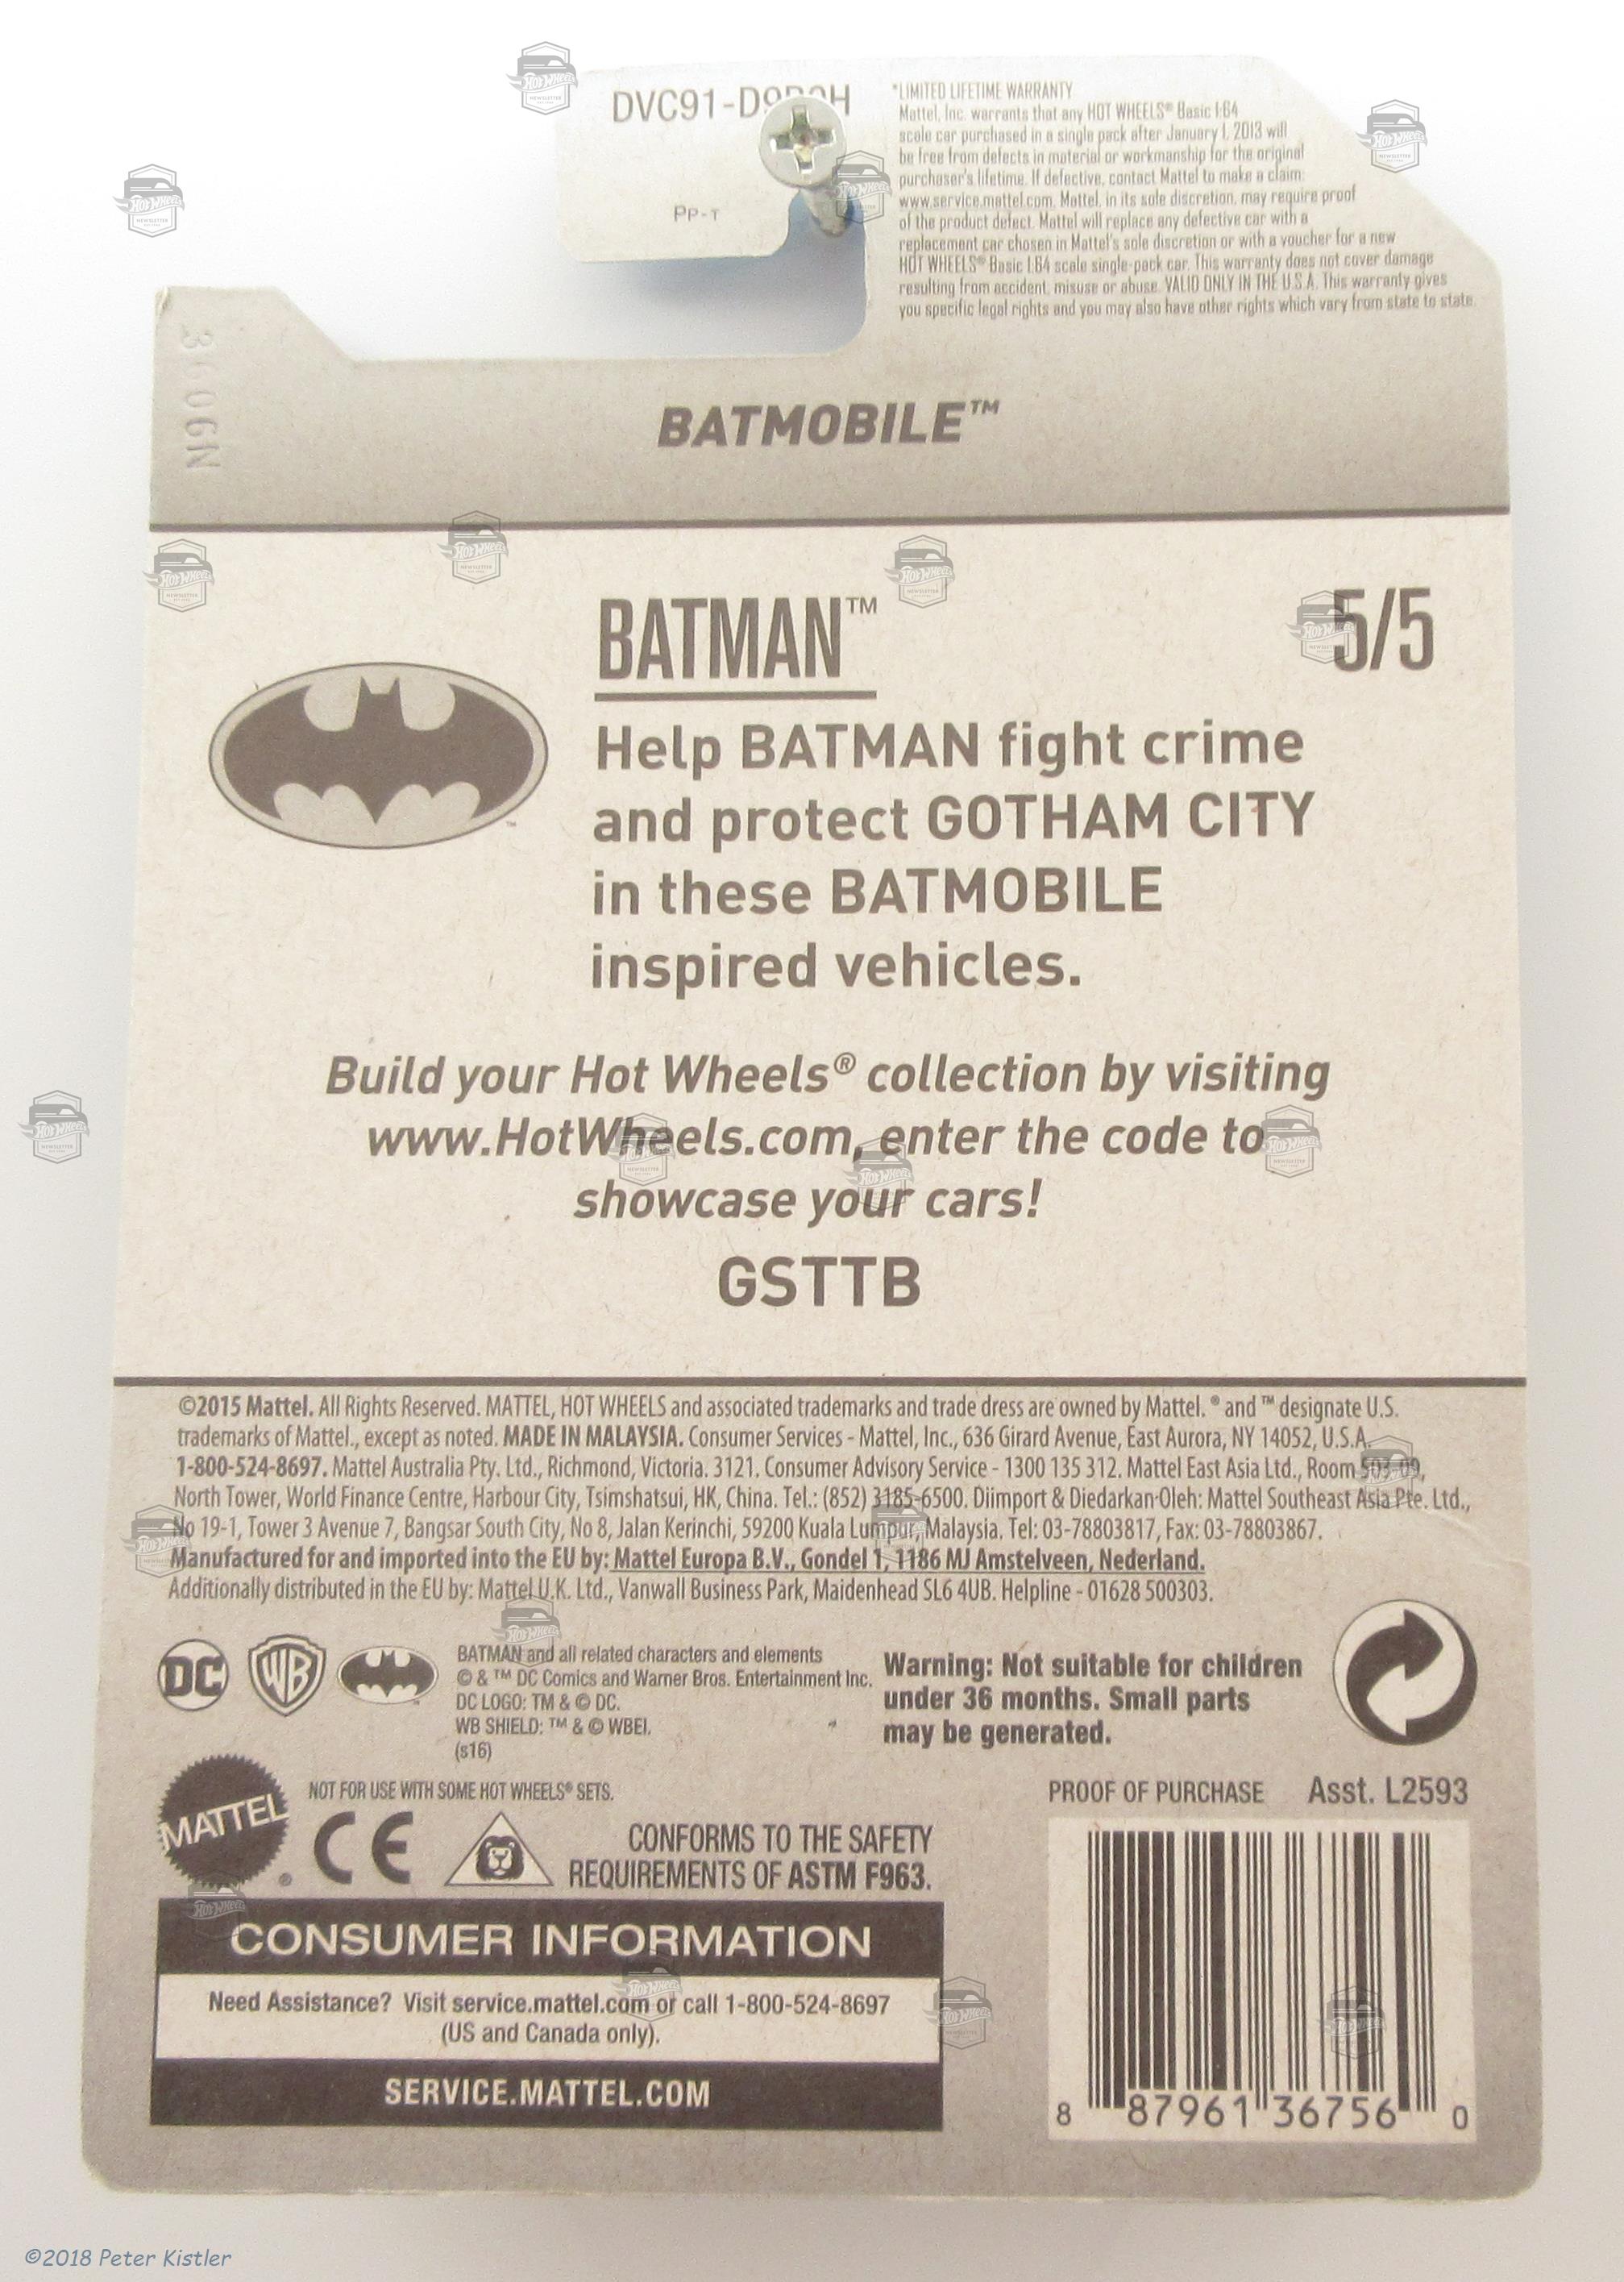 DVC91-
PP-T
*LIMITED LIFETIME WARRANTY
Mattel, Inc. warrants that any HOT WHEELS® Basic 1:64
scale car purchased in a single pack after January 1, 2013 will
be free from defects in material or workmanship for the original
purchaser's lifetime. If defective, contact Mattel to make a claim:
www.service.mattel.com. Mattel, in its sole discretion, may require proof
of the product defect. Mattel will replace any defective car with a
replacement car chosen in Mattel's sole discretion or with a voucher for a new
HOT WHEELS® Basic 1:64 scale single-pack car. This warranty does not cover damage
resulting from accident, misuse or abuse. VALID ONLY IN THE U.S.A. This warranty gives
you specific legal rights and you may also have other rights which vary from state to state.
BATMOBILE™
BATMAN™
5/5
Help BATMAN fight crime
and protect GOTHAM CITY
in these BATMOBILE
inspired vehicles.
Build your Hot Wheels® collection by visiting
www.HotWheels.com, enter the code to
showcase your cars!
GSTTB
©2015 Mattel. All Rights Reserved. MATTEL, HOT WHEELS and associated trademarks and trade dress are owned by Mattel. ® and ™ designate U.S.
trademarks of Mattel., except as noted. MADE IN MALAYSIA. Consumer Services - Mattel, Inc., 636 Girard Avenue, East Aurora, NY 14052, U.S.A.
1-800-524-8697. Mattel Australia Pty. Ltd., Richmond, Victoria. 3121. Consumer Advisory Service - 1300 135 312. Mattel East Asia Ltd., Room 503-09,
North Tower, World Finance Centre, Harbour City, Tsimshatsui, HK, China. Tel.: (852) 3185-6500. Diimport & Diedarkan Oleh: Mattel Southeast Asia Pte. Ltd.,
No 19-1, Tower 3 Avenue 7, Bangsar South City, No 8, Jalan Kerinchi, 59200 Kuala Lumpur, Malaysia. Tel: 03-78803817, Fax: 03-78803867.
Manufactured for and imported into the EU by: Mattel Europa B.V., Gondel 1, 1186 MJ Amstelveen, Nederland.
Additionally distributed in the EU by: Mattel U.K. Ltd., Vanwall Business Park, Maidenhead SL6 4UB. Helpline - 01628 500303.
DC
WB
BATMAN and all related characters and elements
© & ™ DC Comics and Warner Bros. Entertainment Inc.
DC LOGO: TM & © DC.
WB SHIELD: ™ & © WBEI.
(s16)
Warning: Not suitable for children
under 36 months. Small parts
may be generated.
MATTEL®
NOT FOR USE WITH SOME HOT WHEELS® SETS.
CE
CONFORMS TO THE SAFETY
REQUIREMENTS OF ASTM F963.
PROOF OF PURCHASE Asst. L2593
CONSUMER INFORMATION
Need Assistance? Visit service.mattel.com or call 1-800-524-8697
(US and Canada only).
SERVICE.MATTEL.COM
8 87961 36756 0
©2018 Peter Kistler